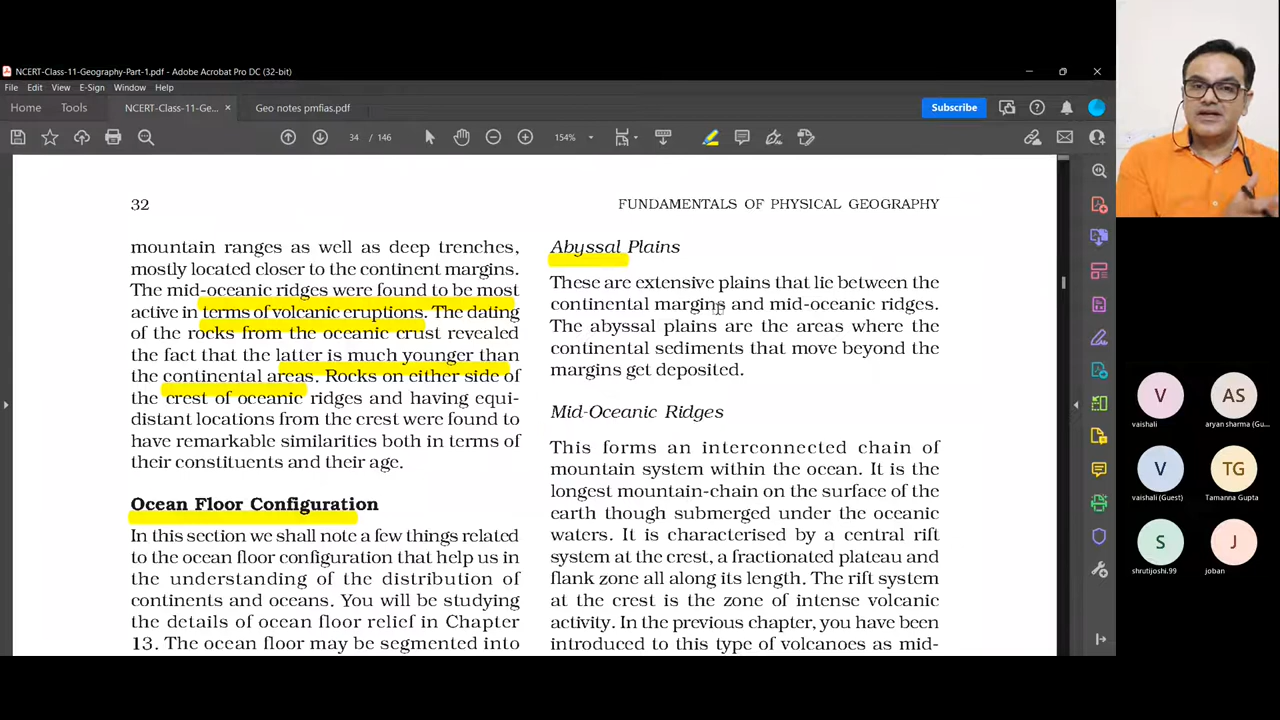 NCERT-Class-11-Geography-Part-1.pdf - Adobe Acrobat Pro DC (32-bit)
File Edit View E-Sign Window Help
Home Tools NCERT-Class-11-Ge... × Geo notes pmfias.pdf Subscribe
34 / 146 154%
32 FUNDAMENTALS OF PHYSICAL GEOGRAPHY
mountain ranges as well as deep trenches,
mostly located closer to the continent margins.
The mid-oceanic ridges were found to be most
active in terms of volcanic eruptions. The dating
of the rocks from the oceanic crust revealed
the fact that the latter is much younger than
the continental areas. Rocks on either side of
the crest of oceanic ridges and having equi-
distant locations from the crest were found to
have remarkable similarities both in terms of
their constituents and their age.
Ocean Floor Configuration
In this section we shall note a few things related
to the ocean floor configuration that help us in
the understanding of the distribution of
continents and oceans. You will be studying
the details of ocean floor relief in Chapter
13. The ocean floor may be segmented into
Abyssal Plains
These are extensive plains that lie between the
continental margins and mid-oceanic ridges.
The abyssal plains are the areas where the
continental sediments that move beyond the
margins get deposited.
Mid-Oceanic Ridges
This forms an interconnected chain of
mountain system within the ocean. It is the
longest mountain-chain on the surface of the
earth though submerged under the oceanic
waters. It is characterised by a central rift
system at the crest, a fractionated plateau and
flank zone all along its length. The rift system
at the crest is the zone of intense volcanic
activity. In the previous chapter, you have been
introduced to this type of volcanoes as mid-
V AS
vaishali aryan sharma (Gu...
V TG
vaishali (Guest) Tamanna Gupta
S J
shrutijoshi.99 joban